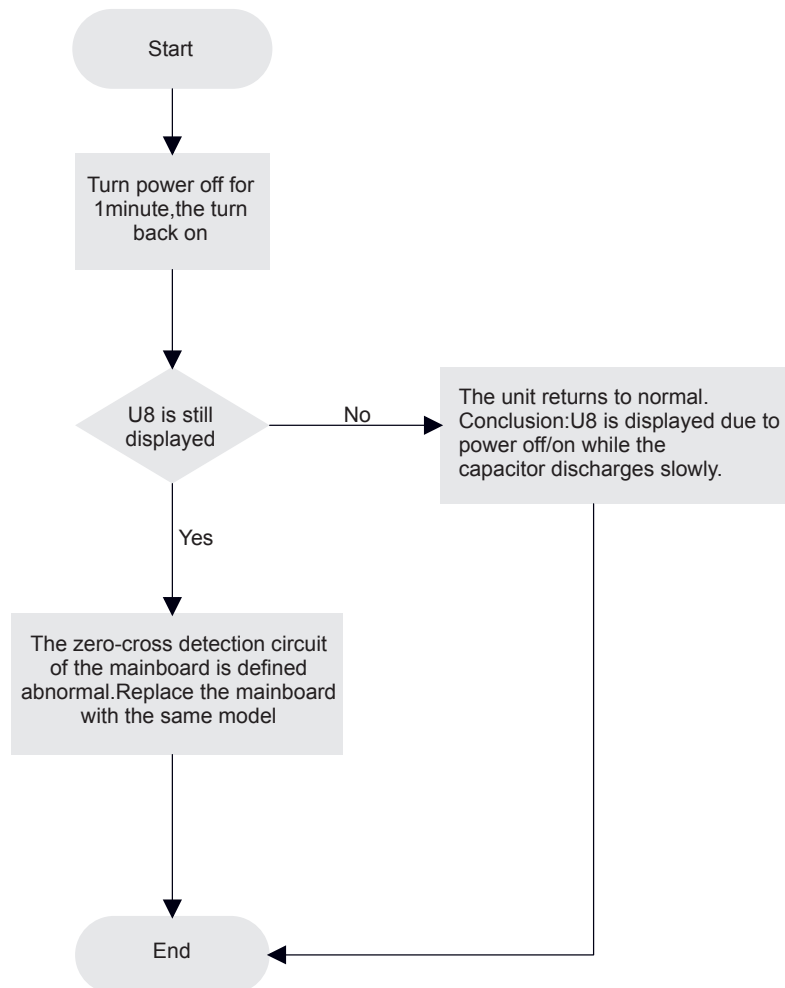 Start
Turn power off for
1minute,the turn
back on
U8 is still
displayed
No
The unit returns to normal.
Conclusion:U8 is displayed due to
power off/on while the
capacitor discharges slowly.
Yes
The zero-cross detection circuit
of the mainboard is defined
abnormal.Replace the mainboard
with the same model
End